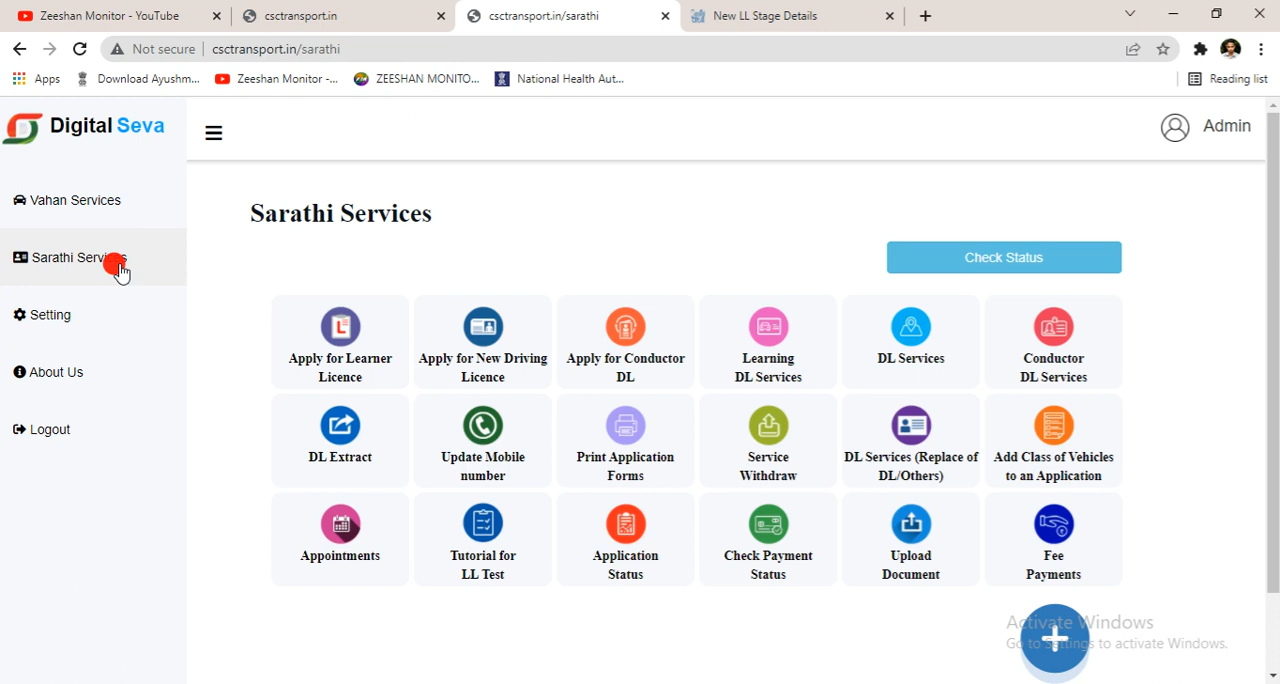 Zeeshan Monitor - YouTube
csctransport.in
csctransport.in/sarathi
New LL Stage Details
Not secure
csctransport.in/sarathi
Apps
Download Ayushm...
Zeeshan Monitor -...
ZEESHAN MONITO...
National Health Aut...
Reading list
Digital Seva
Admin
Vahan Services
Sarathi Services
Setting
About Us
Logout
Sarathi Services
Check Status
Apply for Learner
Licence
Apply for New Driving
Licence
Apply for Conductor
DL
Learning
DL Services
DL Services
Conductor
DL Services
DL Extract
Update Mobile
number
Print Application
Forms
Service
Withdraw
DL Services (Replace of
DL/Others)
Add Class of Vehicles
to an Application
Appointments
Tutorial for
LL Test
Application
Status
Check Payment
Status
Upload
Document
Fee
Payments
Activate Windows
Go to Settings to activate Windows.